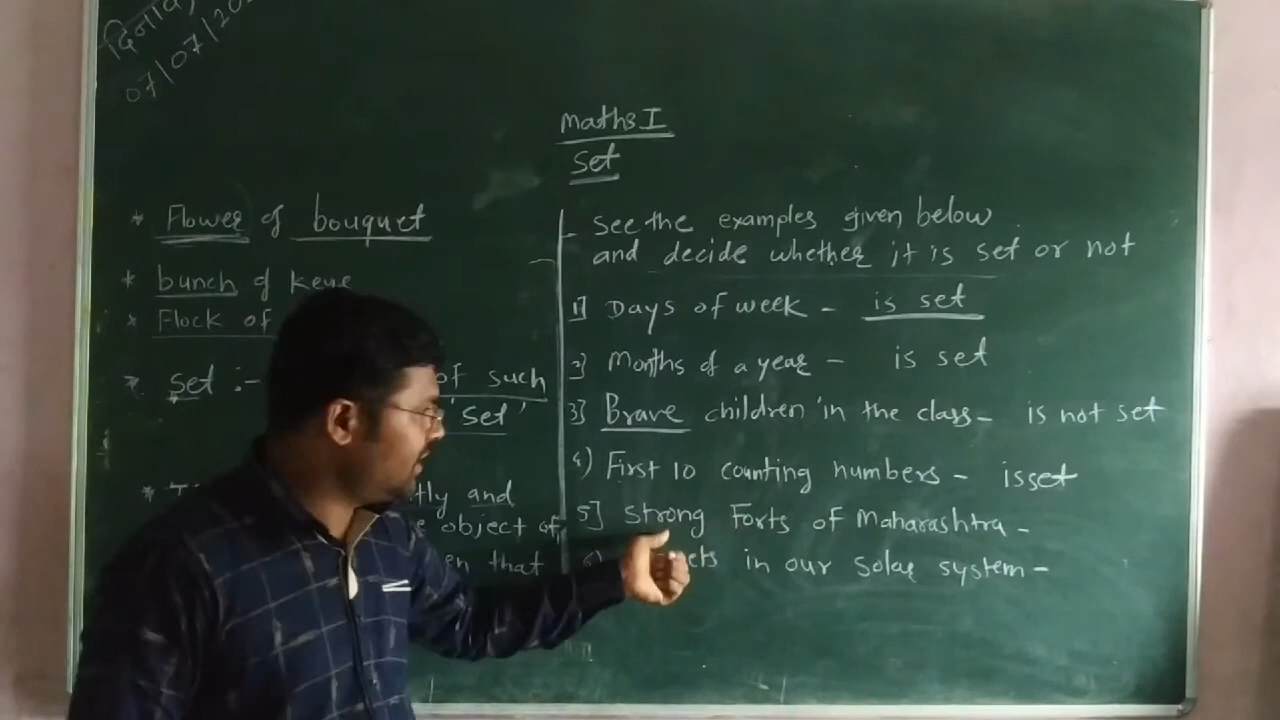 दिनांक
07/07/20
Maths I
Set
* Flower of bouquet
* bunch of keye
* Flock of
* Set :- of such
'Set'
*
tly and
object of
that
- See the examples given below
and decide whether it is set or not
1] Days of week - is set
2] Months of a year - is set
3] Brave children in the class - is not set
4) First 10 counting numbers - is set
5] Strong Forts of Maharashtra -
6) in our Solar system -